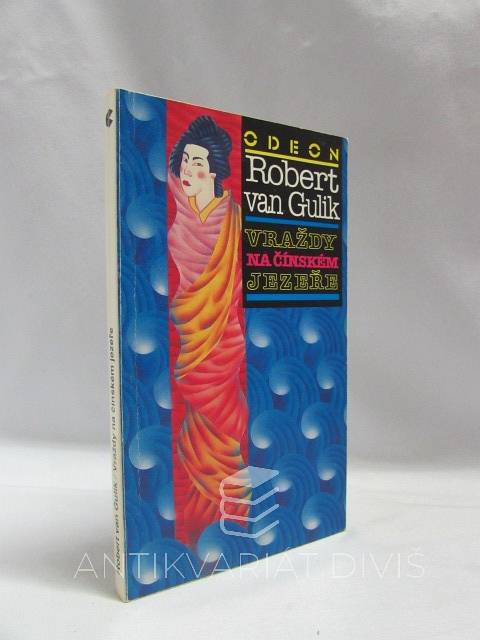 ODEON
Robert
van Gulik
VRAŽDY
NA ČÍNSKÉM
JEZEŘE
Robert van Gulik / Vraždy na čínském jezeře
ANTIKVARIÁT DIVIŠ